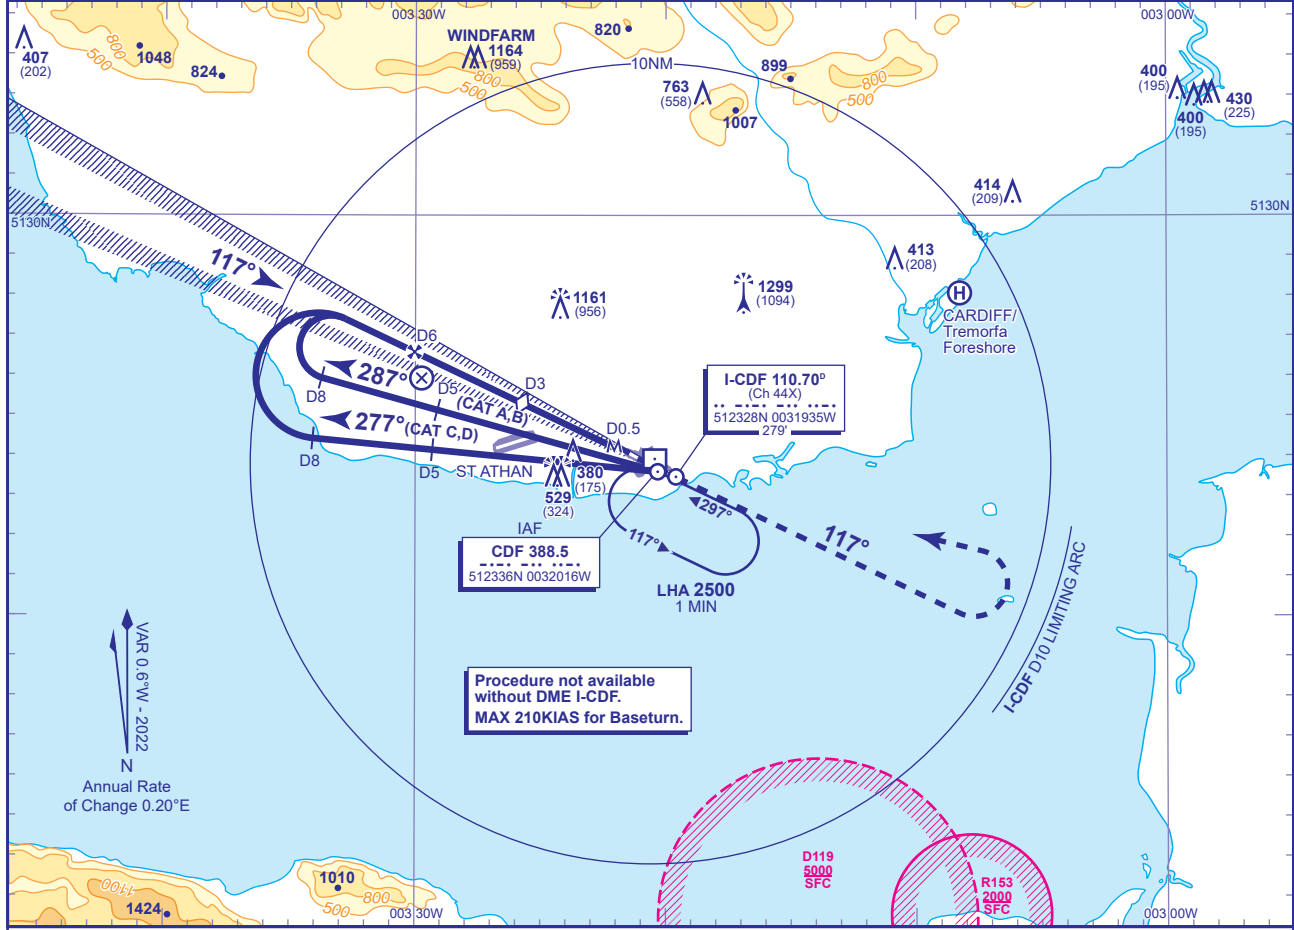 003 30W
003 00W
407
(202)
800
500
1048
824
WINDFARM
1164
(959)
800
500
820
10NM
763
(558)
1007
899
800
500
400
(195)
430
(225)
400
(195)
414
(209)
5130N
5130N
413
(208)
117°
1161
(956)
1299
(1094)
H
CARDIFF/
Tremorfa
Foreshore
D6
287°
D8
D5
(CAT A,B)
D3
277°(CAT C,D)
D0.5
D8
D5
ST.ATHAN
380
(175)
529
(324)
I-CDF 110.70ᴰ
(Ch 44X)
512328N 0031935W
279'
IAF
CDF 388.5
512336N 0032016W
297°
117°
LHA 2500
1 MIN
117°
I-CDF D10 LIMITING ARC
VAR 0.6°W - 2022
N
Annual Rate
of Change 0.20°E
Procedure not available
without DME I-CDF.
MAX 210KIAS for Baseturn.
D119
5000
SFC
R153
2000
SFC
1100
1424
1010
800
500
003 30W
003 00W